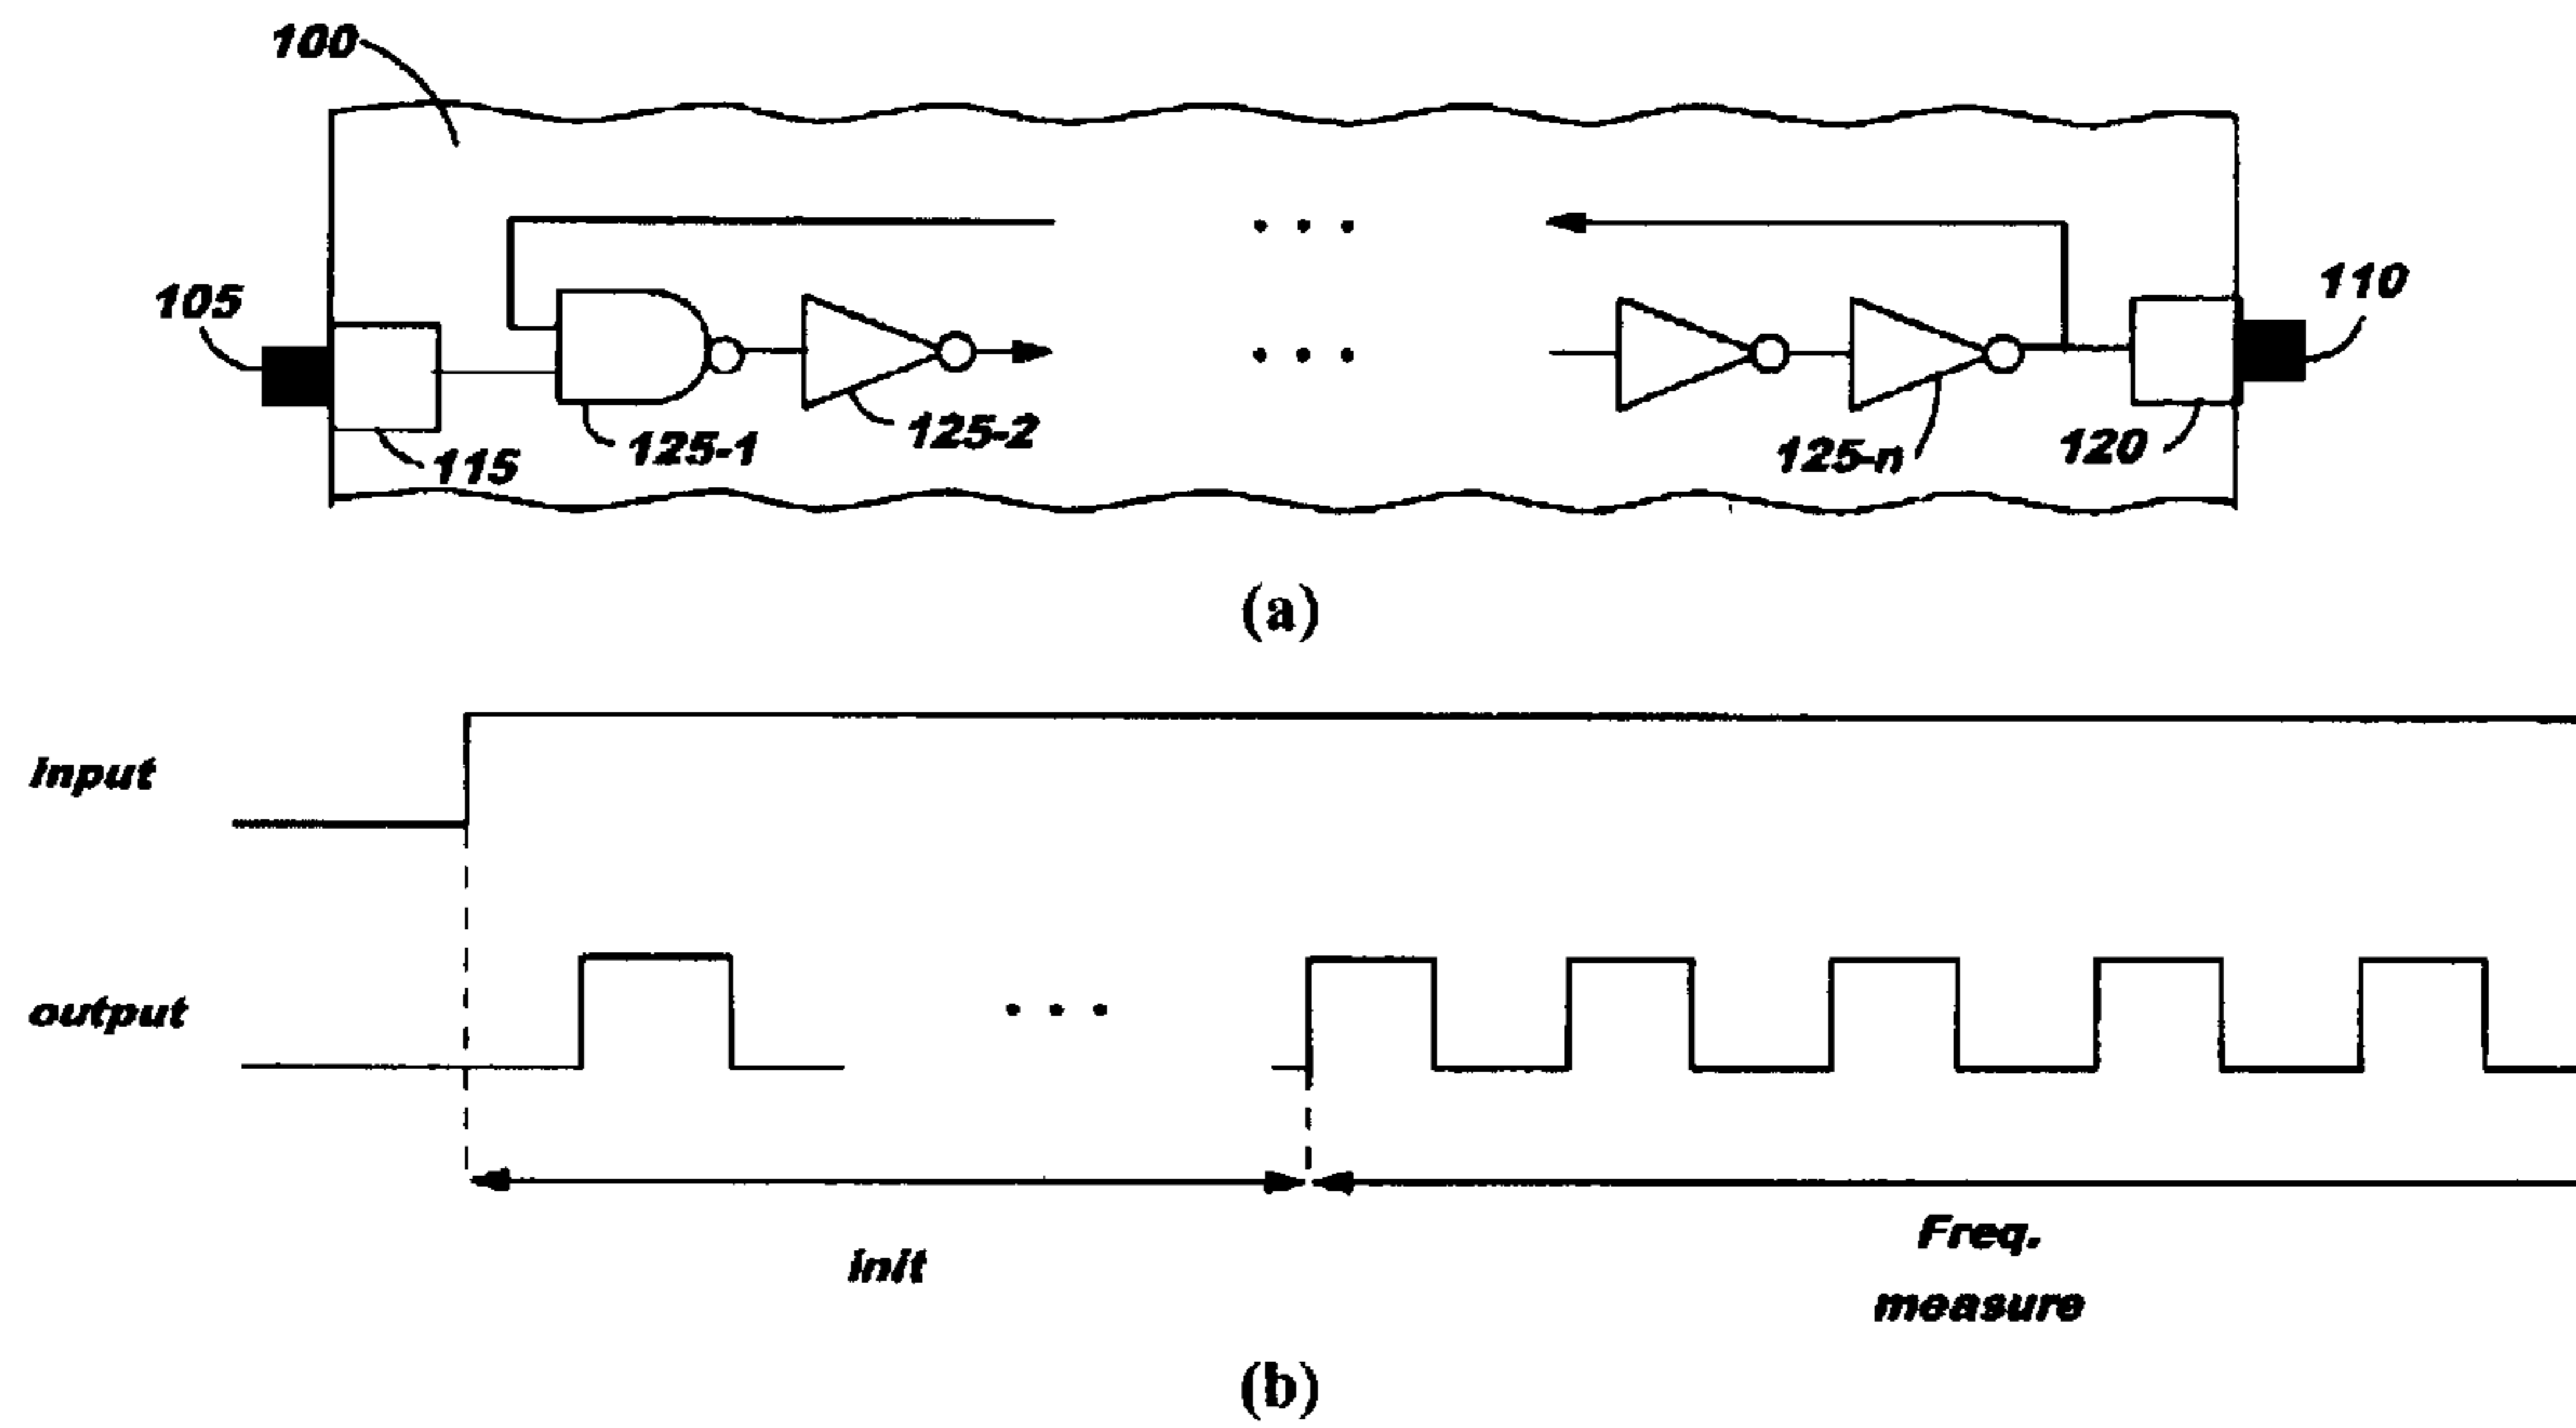 100
105
110
115
125-1
125-2
125-n
120
(a)
Input
output
• • •
Init
Freq.
measure
(b)